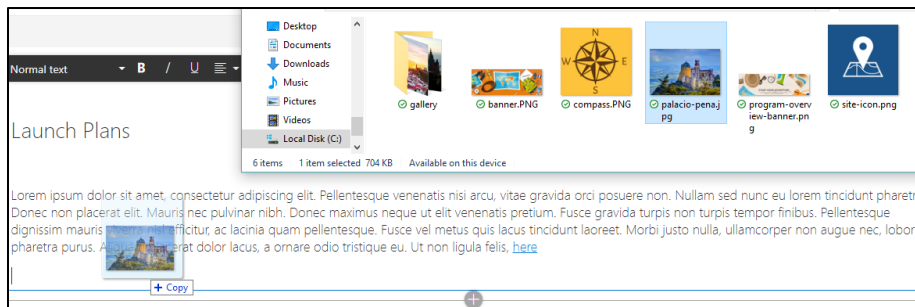 Desktop
Documents
Downloads
Music
Pictures
Videos
Local Disk (C:)
gallery
banner.PNG
compass.PNG
palacio-pena.j
pg
program-overv
iew-banner.pn
g
site-icon.png
6 items 1 item selected 704 KB Available on this device
Normal text B / U
Launch Plans
Lorem ipsum dolor sit amet, consectetur adipiscing elit. Pellentesque venenatis nisi arcu, vitae gravida orci posuere non. Nullam sed nunc eu lorem tincidunt pharetr
Donec non placerat elit. Mauris nec pulvinar nibh. Donec maximus neque ut elit venenatis pretium. Fusce gravida turpis non turpis tempor finibus. Pellentesque
dignissim mauris efficitur, ac lacinia quam pellentesque. Fusce vel metus quis lacus tincidunt laoreet. Morbi justo nulla, ullamcorper non augue nec, lobor
pharetra purus. dolor lacus, a ornare odio tristique eu. Ut non ligula felis, here
+ Copy